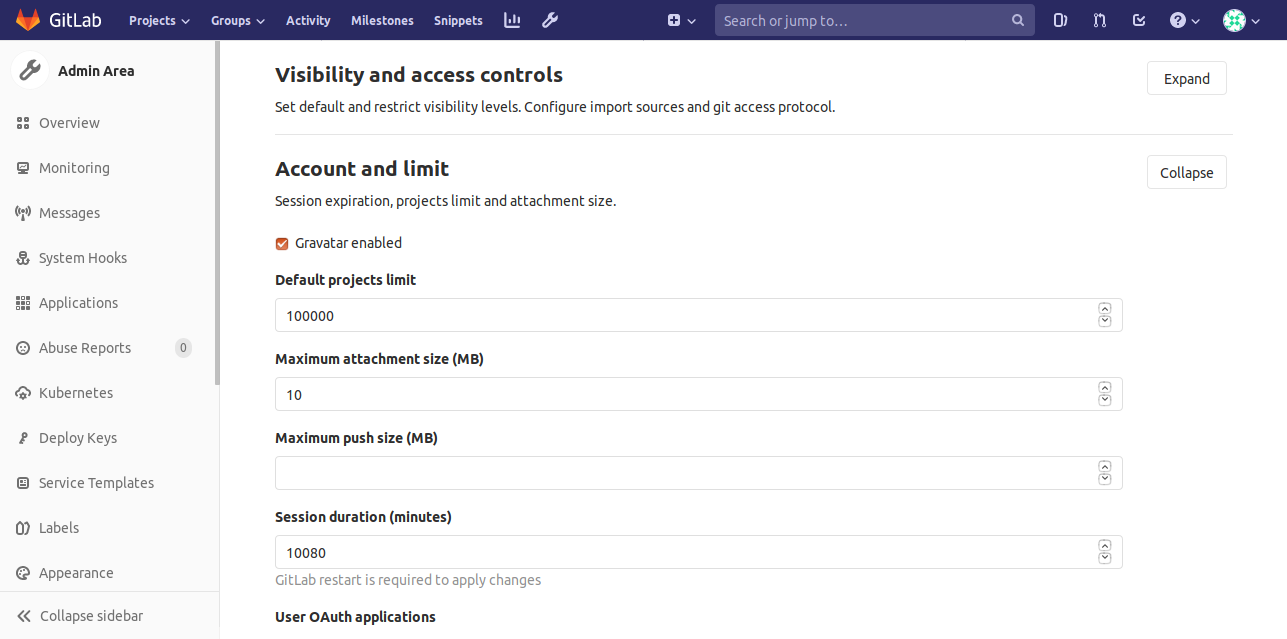 GitLab Projects Groups Activity Milestones Snippets Search or jump to…
Admin Area
Overview
Monitoring
Messages
System Hooks
Applications
Abuse Reports 0
Kubernetes
Deploy Keys
Service Templates
Labels
Appearance
Collapse sidebar
Visibility and access controls
Expand
Set default and restrict visibility levels. Configure import sources and git access protocol.
Account and limit
Collapse
Session expiration, projects limit and attachment size.
Gravatar enabled
Default projects limit
100000
Maximum attachment size (MB)
10
Maximum push size (MB)
Session duration (minutes)
10080
GitLab restart is required to apply changes
User OAuth applications